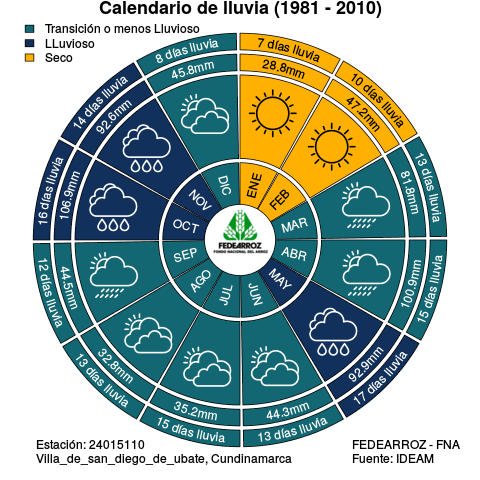 Calendario de lluvia (1981 - 2010)
Transición o menos Lluvioso
LLuvioso
Seco
7 días lluvia
28.8mm
ENE
10 días lluvia
47.2mm
FEB
13 días lluvia
81.8mm
MAR
15 días lluvia
100.9mm
ABR
17 días lluvia
92.9mm
MAY
13 días lluvia
44.3mm
JUN
15 días lluvia
35.2mm
JUL
13 días lluvia
32.8mm
AGO
12 días lluvia
44.5mm
SEP
16 días lluvia
106.9mm
OCT
14 días lluvia
92.6mm
NOV
8 días lluvia
45.8mm
DIC
FEDEARROZ
FONDO NACIONAL DEL ARROZ
Estación: 24015110
Villa_de_san_diego_de_ubate, Cundinamarca
FEDEARROZ - FNA
Fuente: IDEAM